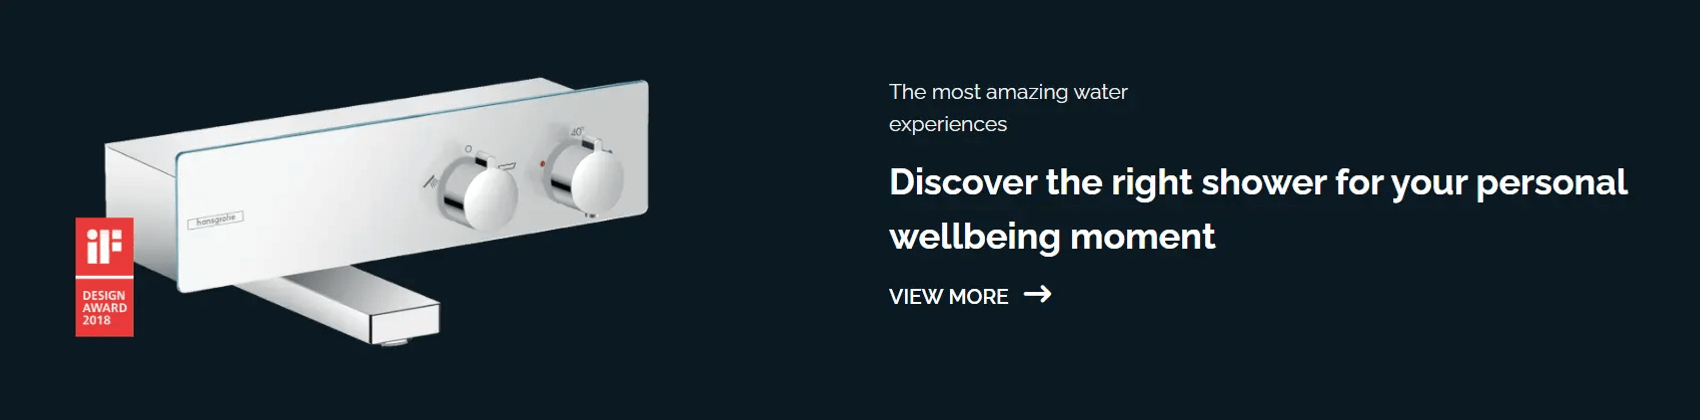 The most amazing water
experiences
Discover the right shower for your personal
wellbeing moment
VIEW MORE
hansgrohe
40°
iF
DESIGN
AWARD
2018